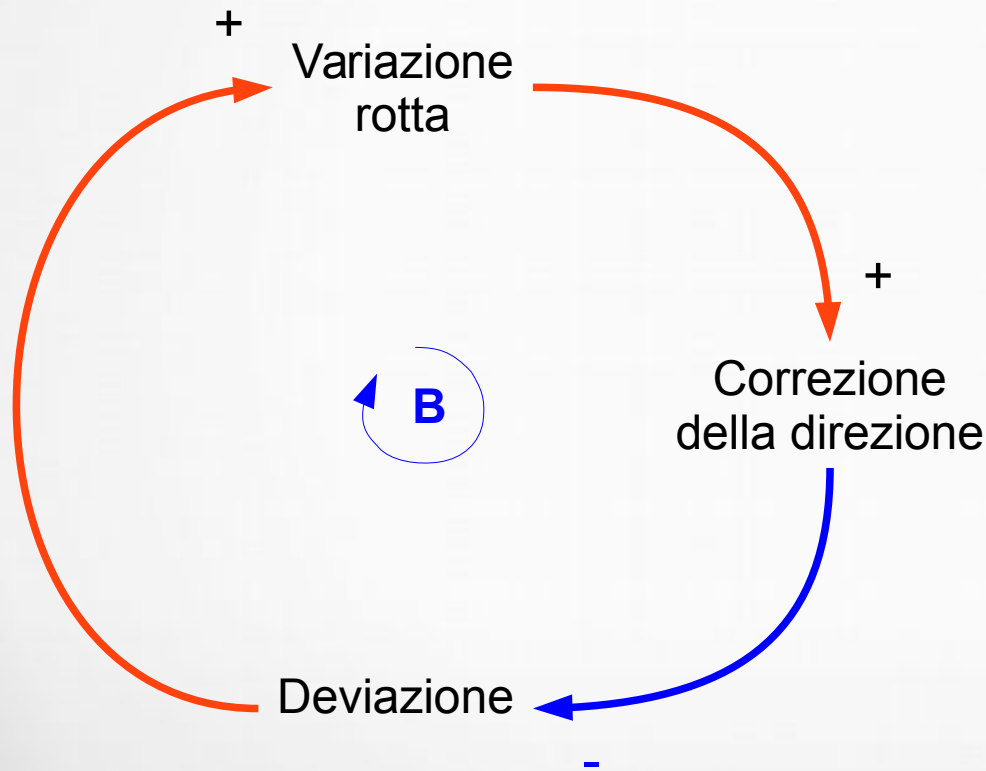 +
Variazione
rotta
+
Correzione
della direzione
B
Deviazione
-